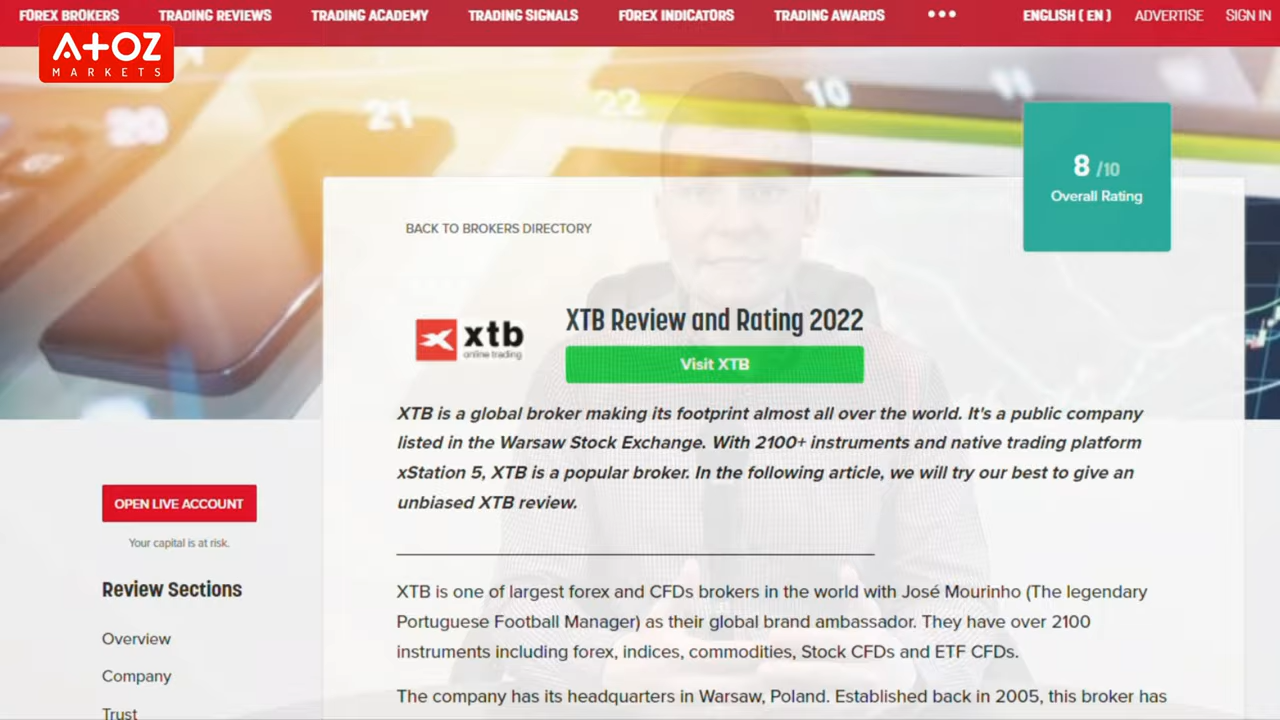 FOREX BROKERS TRADING REVIEWS TRADING ACADEMY TRADING SIGNALS FOREX INDICATORS TRADING AWARDS ENGLISH ( EN ) ADVERTISE SIGN IN
ATOZ
MARKETS
20 21 22 10 11
8 /10
Overall Rating
BACK TO BROKERS DIRECTORY
xtb
online trading
XTB Review and Rating 2022
Visit XTB
XTB is a global broker making its footprint almost all over the world. It's a public company
listed in the Warsaw Stock Exchange. With 2100+ instruments and native trading platform
xStation 5, XTB is a popular broker. In the following article, we will try our best to give an
unbiased XTB review.
OPEN LIVE ACCOUNT
Your capital is at risk.
Review Sections
Overview
Company
Trust
XTB is one of largest forex and CFDs brokers in the world with José Mourinho (The legendary
Portuguese Football Manager) as their global brand ambassador. They have over 2100
instruments including forex, indices, commodities, Stock CFDs and ETF CFDs.
The company has its headquarters in Warsaw, Poland. Established back in 2005, this broker has